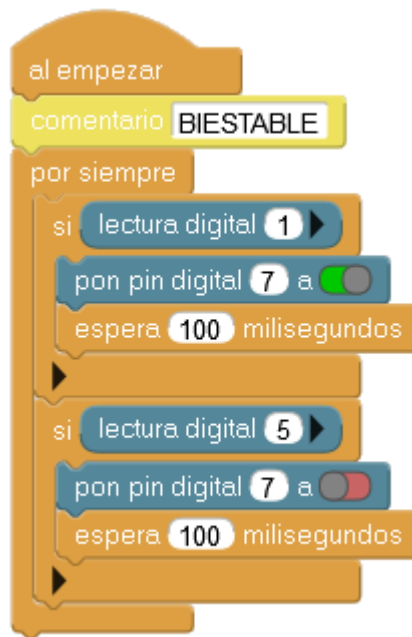 al empezar
comentario BIESTABLE
por siempre
si lectura digital 1
pon pin digital 7 a
espera 100 milisegundos
si lectura digital 5
pon pin digital 7 a
espera 100 milisegundos